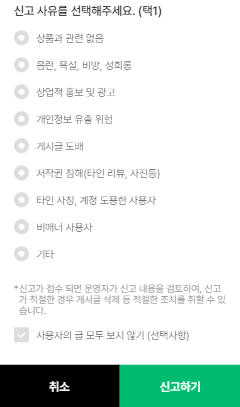 신고 사유를 선택해주세요. (택1)
상품과 관련 없음
음란, 욕설, 비방, 성희롱
상업적 홍보 및 광고
개인정보 유출 위험
게시글 도배
저작권 침해(타인 리뷰, 사진등)
타인 사칭, 계정 도용한 사용자
비매너 사용자
기타
*신고가 접수 되면 운영자가 신고 내용을 검토하여, 신고
가 적절한 경우 게시글 삭제 등 적절한 조치를 취할 수 있
습니다.
사용자의 글 모두 보지 않기 (선택사항)
취소
신고하기